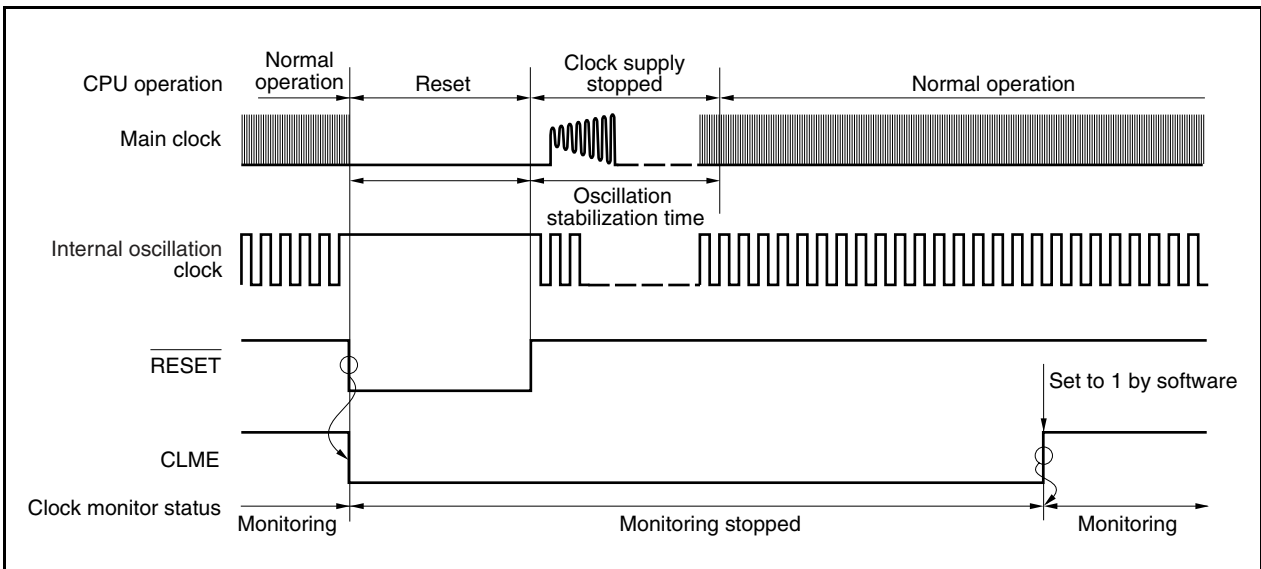 CPU operation
Normal
operation
Reset
Clock supply
stopped
Normal operation
Main clock
Oscillation
stabilization time
Internal oscillation
clock
RESET
Set to 1 by software
CLME
Clock monitor status
Monitoring
Monitoring stopped
Monitoring